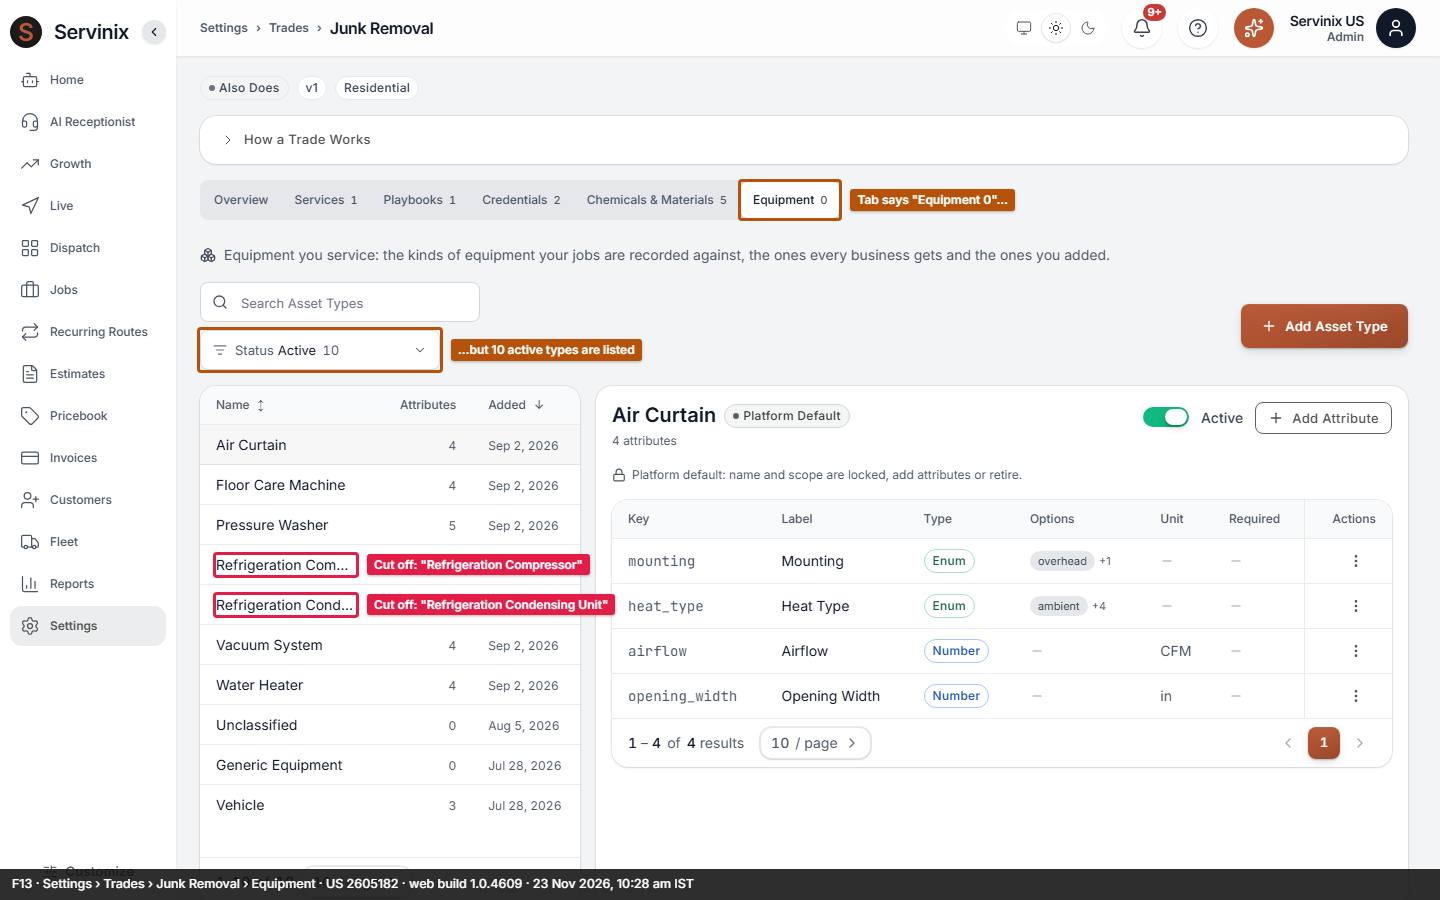 Servinix
Settings › Trades › Junk Removal
9+
Servinix US
Admin
Home
AI Receptionist
Growth
Live
Dispatch
Jobs
Recurring Routes
Estimates
Pricebook
Invoices
Customers
Fleet
Reports
Settings
Customize
Also Does
v1
Residential
How a Trade Works
Overview
Services 1
Playbooks 1
Credentials 2
Chemicals & Materials 5
Equipment 0
Tab says "Equipment 0"...
Equipment you service: the kinds of equipment your jobs are recorded against, the ones every business gets and the ones you added.
Search Asset Types
Status Active 10
...but 10 active types are listed
+ Add Asset Type
Name Attributes Added
Air Curtain 4 Sep 2, 2026
Floor Care Machine 4 Sep 2, 2026
Pressure Washer 5 Sep 2, 2026
Refrigeration Com... Cut off: "Refrigeration Compressor"
Refrigeration Cond... Cut off: "Refrigeration Condensing Unit"
Vacuum System 4 Sep 2, 2026
Water Heater 4 Sep 2, 2026
Unclassified 0 Aug 5, 2026
Generic Equipment 0 Jul 28, 2026
Vehicle 3 Jul 28, 2026
Air Curtain
Platform Default
Active
+ Add Attribute
4 attributes
Platform default: name and scope are locked, add attributes or retire.
Key Label Type Options Unit Required Actions
mounting Mounting Enum overhead +1 — —
heat_type Heat Type Enum ambient +4 — —
airflow Airflow Number — CFM —
opening_width Opening Width Number — in —
1 – 4 of 4 results
10 / page
1
F13 · Settings › Trades › Junk Removal › Equipment · US 2605182 · web build 1.0.4609 · 23 Nov 2026, 10:28 am IST